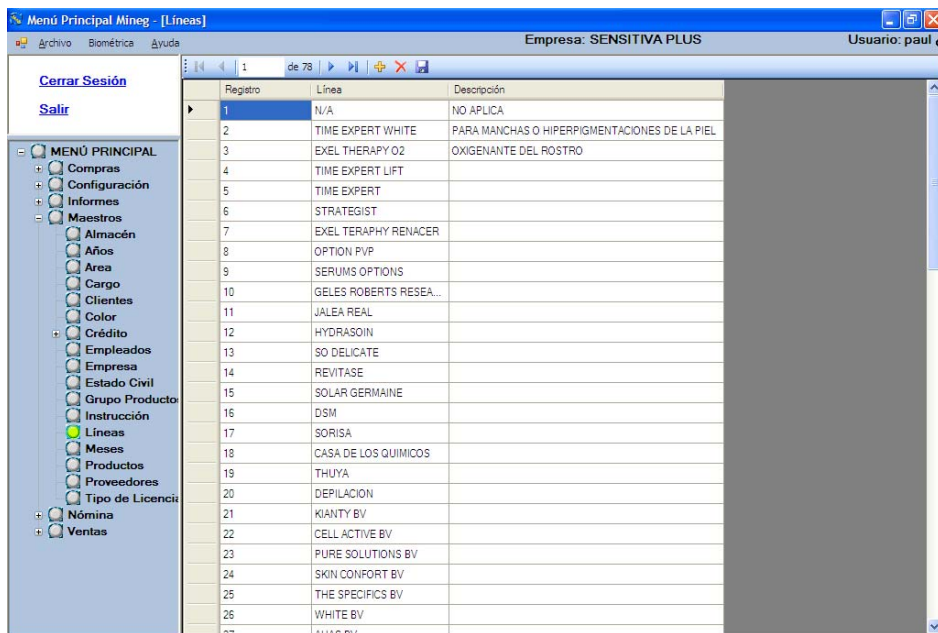 Menú Principal Mineg - [Líneas]
Archivo Biométrica Ayuda
Empresa: SENSITIVA PLUS
Usuario: paul
Cerrar Sesión
Salir
1 de 78
MENÚ PRINCIPAL
Compras
Configuración
Informes
Maestros
Almacén
Años
Area
Cargo
Clientes
Color
Crédito
Empleados
Empresa
Estado Civil
Grupo Producto
Instrucción
Líneas
Meses
Productos
Proveedores
Tipo de Licencia
Nómina
Ventas
Registro Línea Descripción
1 N/A NO APLICA
2 TIME EXPERT WHITE PARA MANCHAS O HIPERPIGMENTACIONES DE LA PIEL
3 EXEL THERAPY O2 OXIGENANTE DEL ROSTRO
4 TIME EXPERT LIFT
5 TIME EXPERT
6 STRATEGIST
7 EXEL TERAPHY RENACER
8 OPTION PVP
9 SERUMS OPTIONS
10 GELES ROBERTS RESEA...
11 JALEA REAL
12 HYDRASOIN
13 SO DELICATE
14 REVITASE
15 SOLAR GERMAINE
16 DSM
17 SORISA
18 CASA DE LOS QUIMICOS
19 THUYA
20 DEPILACION
21 KIANTY BV
22 CELL ACTIVE BV
23 PURE SOLUTIONS BV
24 SKIN CONFORT BV
25 THE SPECIFICS BV
26 WHITE BV